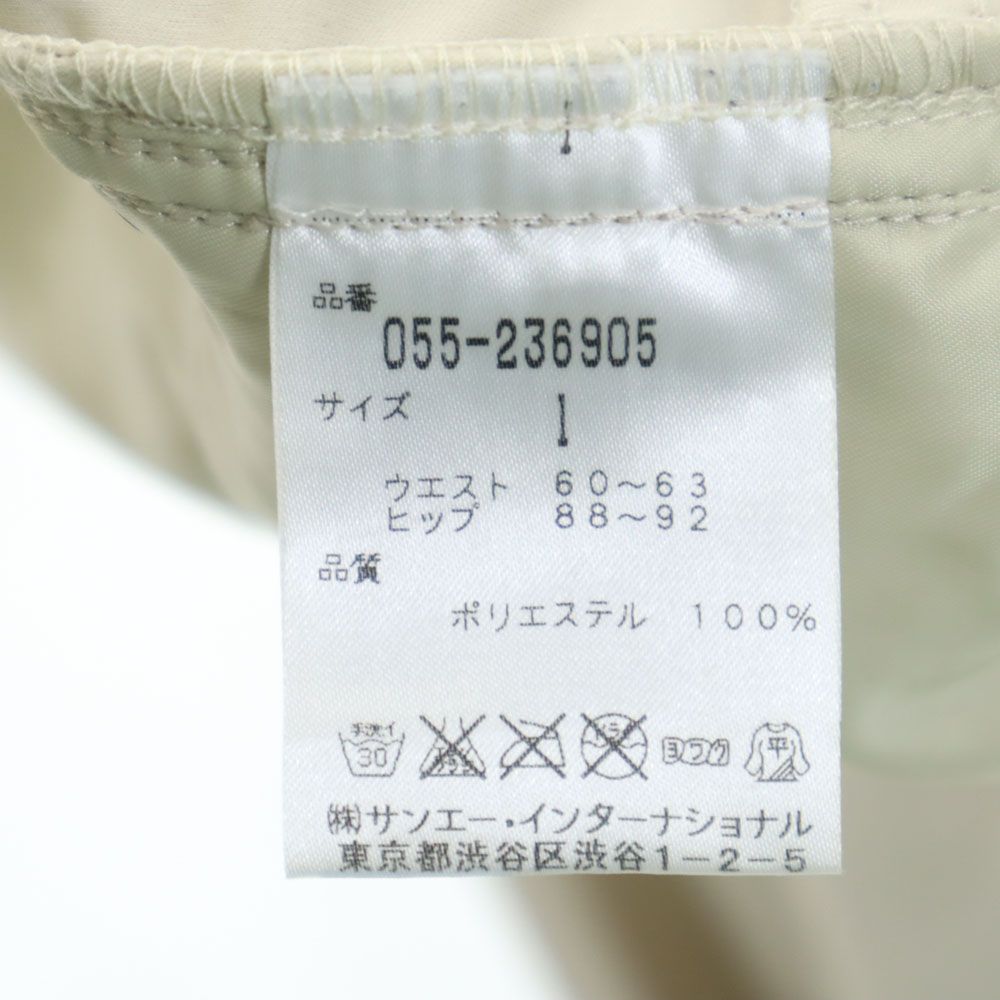 品番
055-236905
サイズ 1
ウエスト 60～63
ヒップ 88～92
品質
ポリエステル 100%
手洗イ 30 平
㈱サンエー・インターナショナル
東京都渋谷区渋谷1-2-5